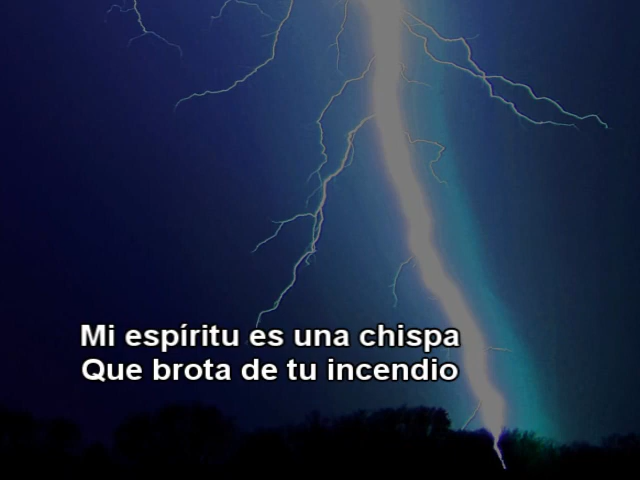 Mi espíritu es una chispa
Que brota de tu incendio